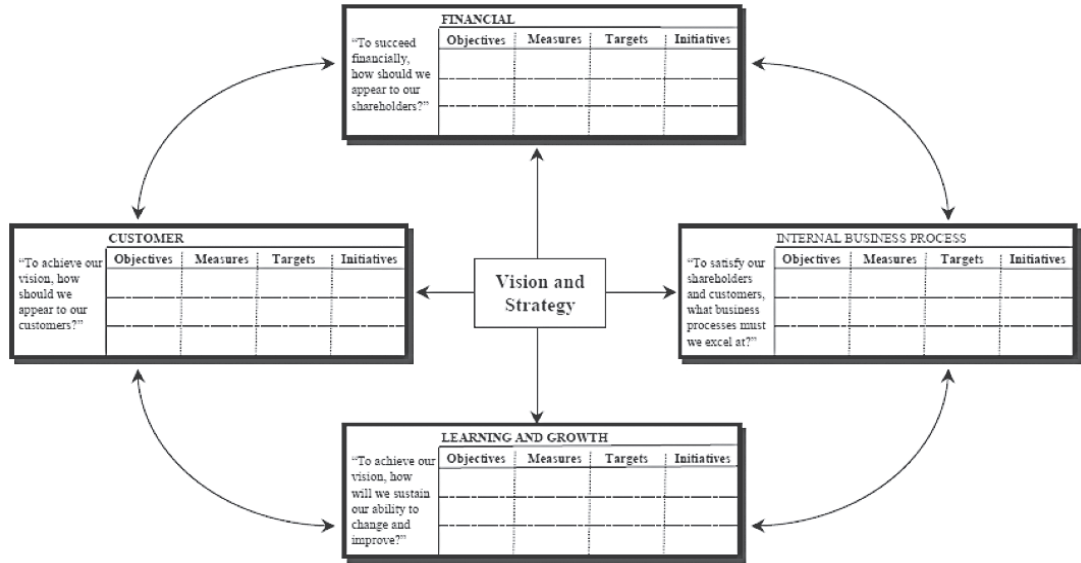 FINANCIAL
“To succeed
financially,
how should we
appear to our
shareholders?”
Objectives Measures Targets Initiatives
CUSTOMER
“To achieve our
vision, how
should we
appear to our
customers?”
Objectives Measures Targets Initiatives
Vision and
Strategy
INTERNAL BUSINESS PROCESS
“To satisfy our
shareholders
and customers,
what business
processes must
we excel at?”
Objectives Measures Targets Initiatives
LEARNING AND GROWTH
“To achieve our
vision, how
will we sustain
our ability to
change and
improve?”
Objectives Measures Targets Initiatives